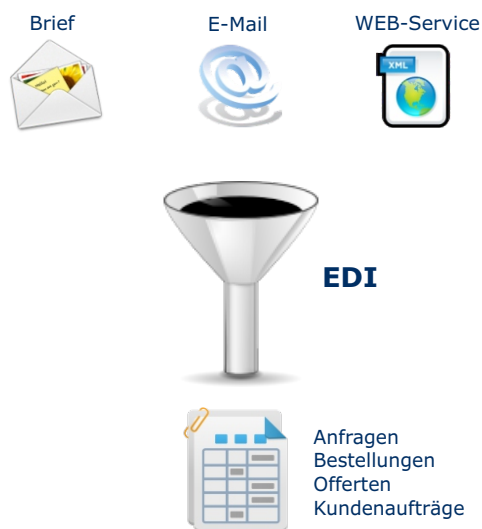 Brief
E-Mail
WEB-Service
XML
EDI
Anfragen
Bestellungen
Offerten
Kundenaufträge